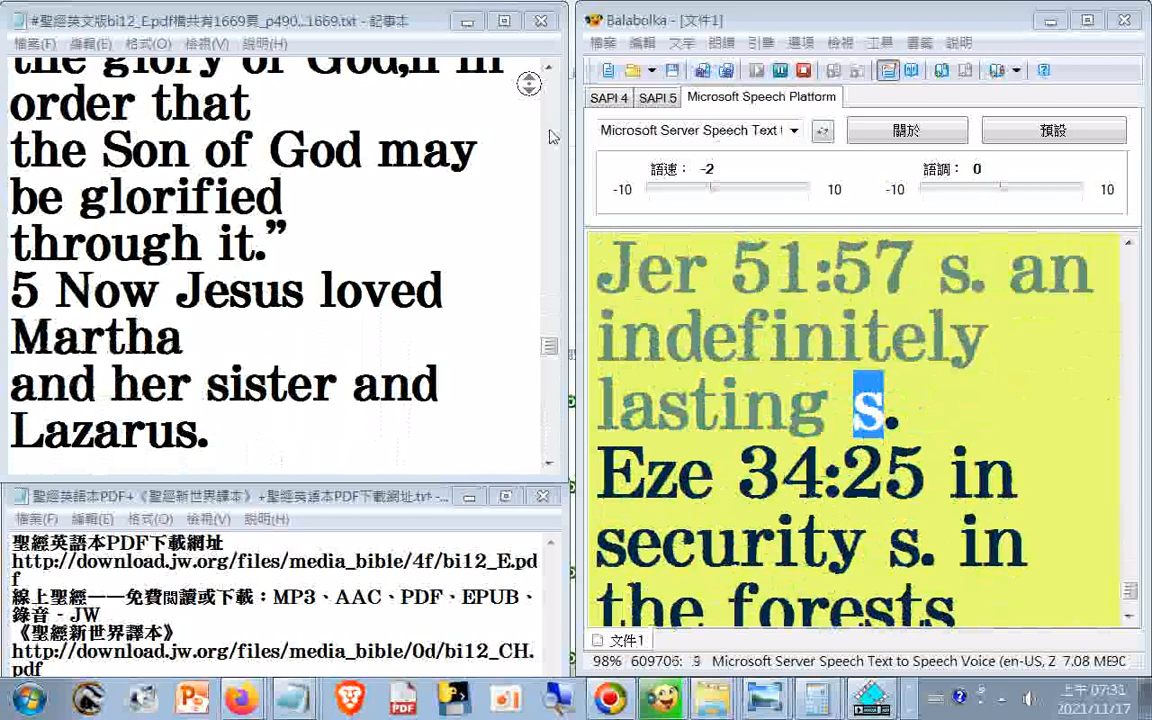 #聖經英文版bi12_E.pdf檔共有1669頁_p490...1669.txt - 記事本
檔案(F) 編輯(E) 格式(O) 檢視(V) 說明(H)
order that
the Son of God may
be glorified
through it.”
5 Now Jesus loved
Martha
and her sister and
Lazarus.
聖經英語本PDF+《聖經新世界譯本》+聖經英語本PDF下載網址.txt - ...
檔案(F) 編輯(E) 格式(O) 檢視(V) 說明(H)
聖經英語本PDF下載網址
http://download.jw.org/files/media_bible/4f/bi12_E.pd
f
線上聖經——免費閱讀或下載：MP3、AAC、PDF、EPUB、
錄音 - JW
《聖經新世界譯本》
http://download.jw.org/files/media_bible/0d/bi12_CH.
pdf
Balabolka - [文件1]
檔案 編輯 文字 朗讀 引擎 選項 檢視 工具 書籤 說明
SAPI 4 SAPI 5 Microsoft Speech Platform
Microsoft Server Speech Text 關於 預設
語速： -2 語調： 0
-10 10 -10 10
Jer 51:57 s. an
indefinitely
lasting s.
Eze 34:25 in
security s. in
the forests
文件1
98% Microsoft Server Speech Text to Speech Voice (en-US, Z
上午 07:31
2021/11/17